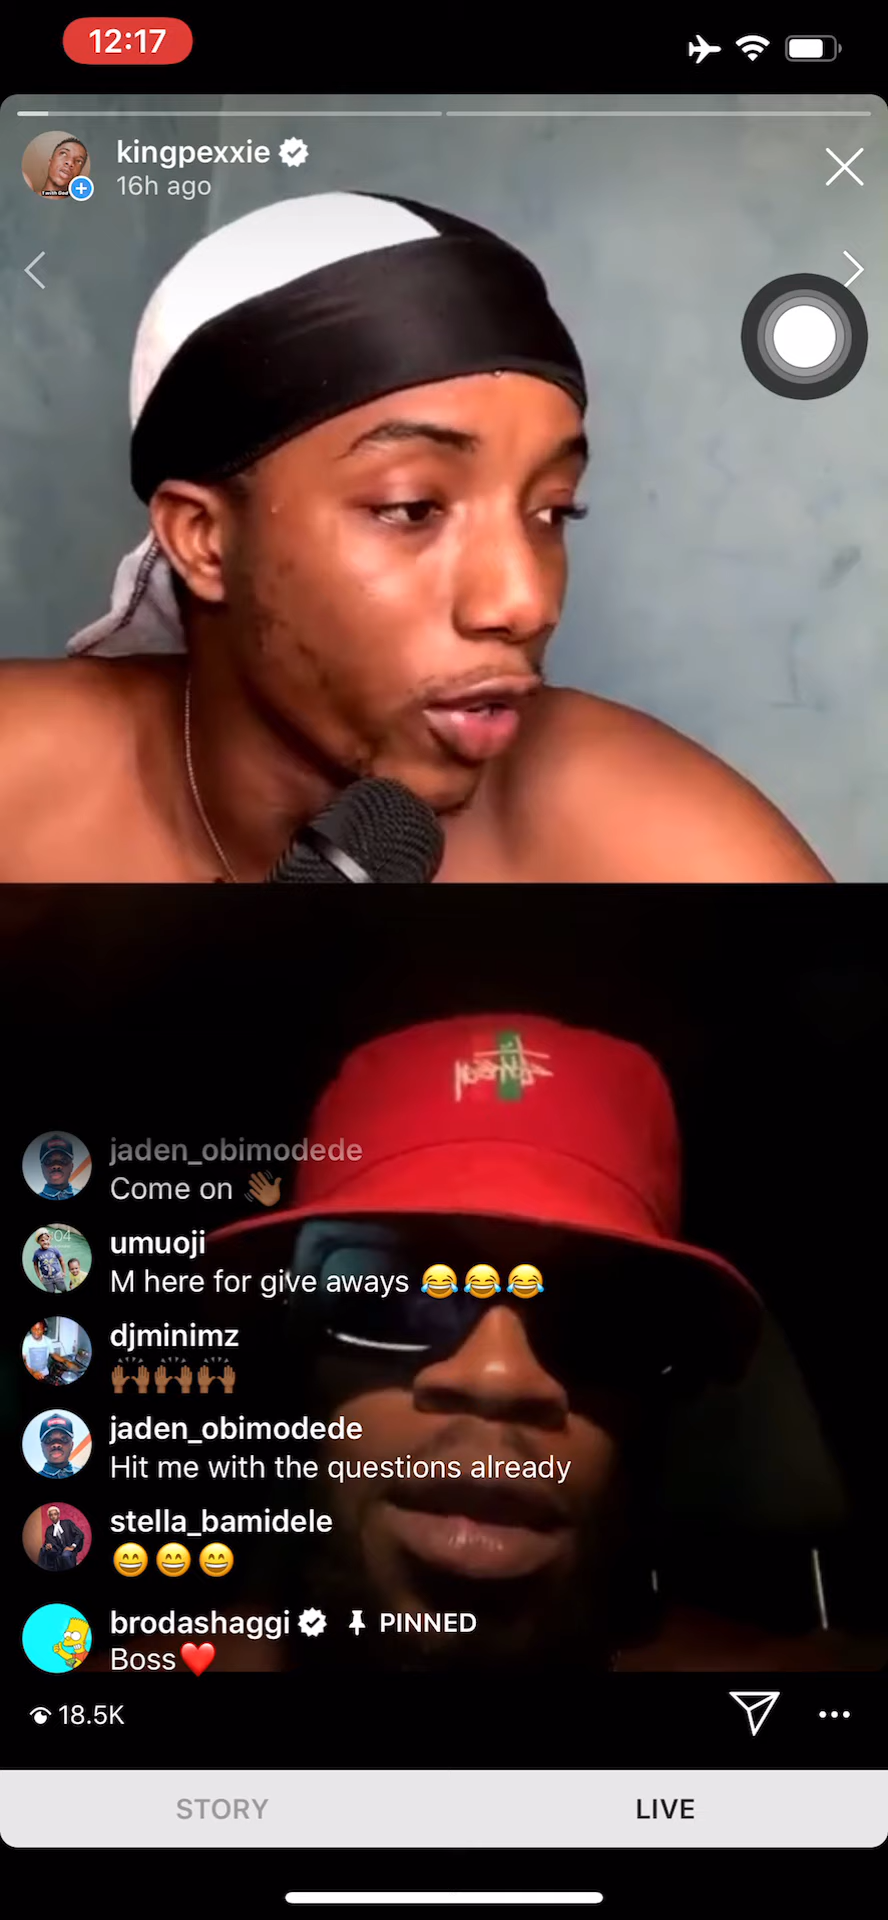 12:17
kingpexxie
16h ago
jaden_obimodede
Come on 👋🏾
umuoji
M here for give aways 😂😂😂
djminimz
🙌🏾🙌🏾🙌🏾
jaden_obimodede
Hit me with the questions already
stella_bamidele
😄😄😄
brodashaggi PINNED
Boss❤️
18.5K
STORY
LIVE